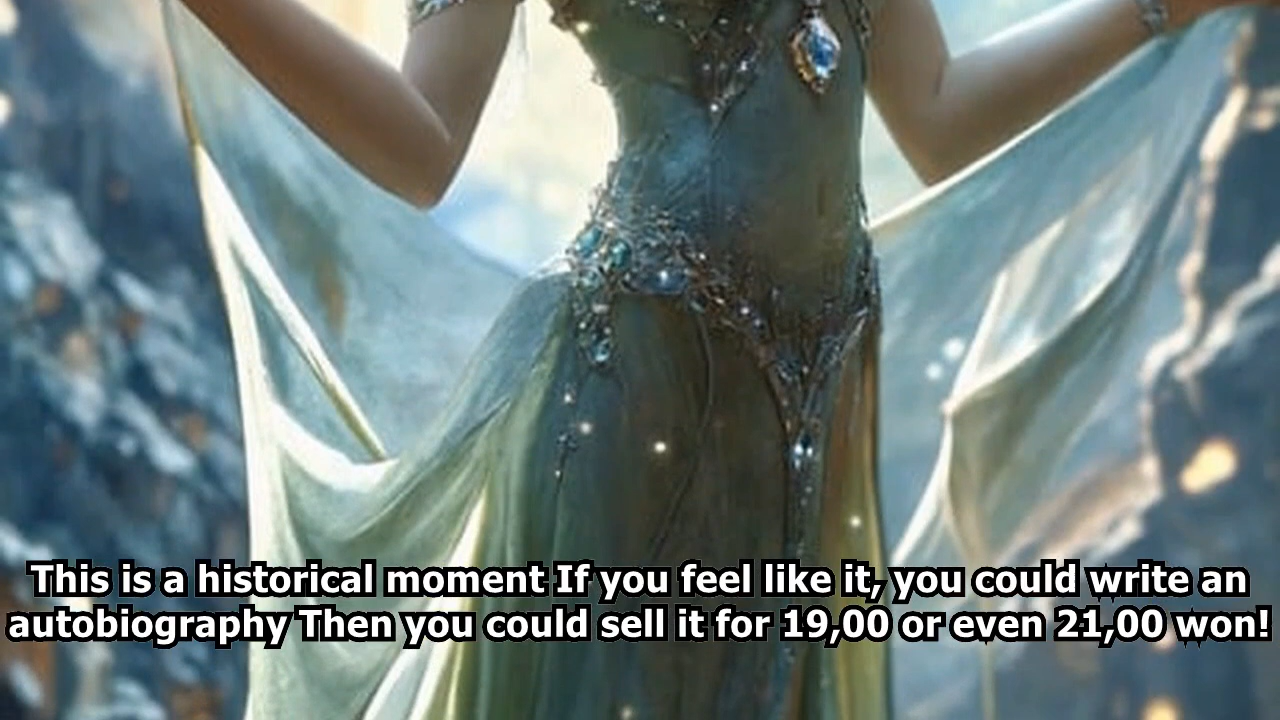 This is a historical moment If you feel like it, you could write an
autobiography Then you could sell it for 19,00 or even 21,00 won!